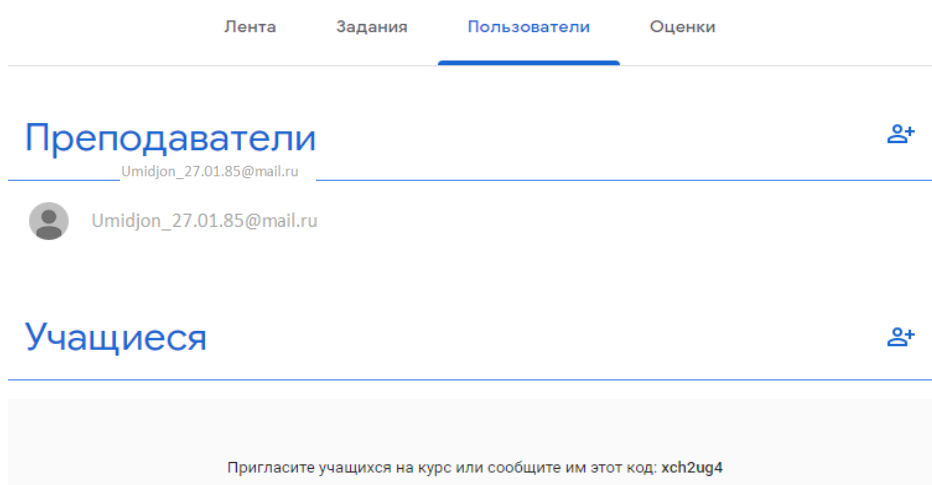 Лента Задания Пользователи Оценки
Преподаватели
Umidjon_27.01.85@mail.ru
Umidjon_27.01.85@mail.ru
Учащиеся
Пригласите учащихся на курс или сообщите им этот код: xch2ug4